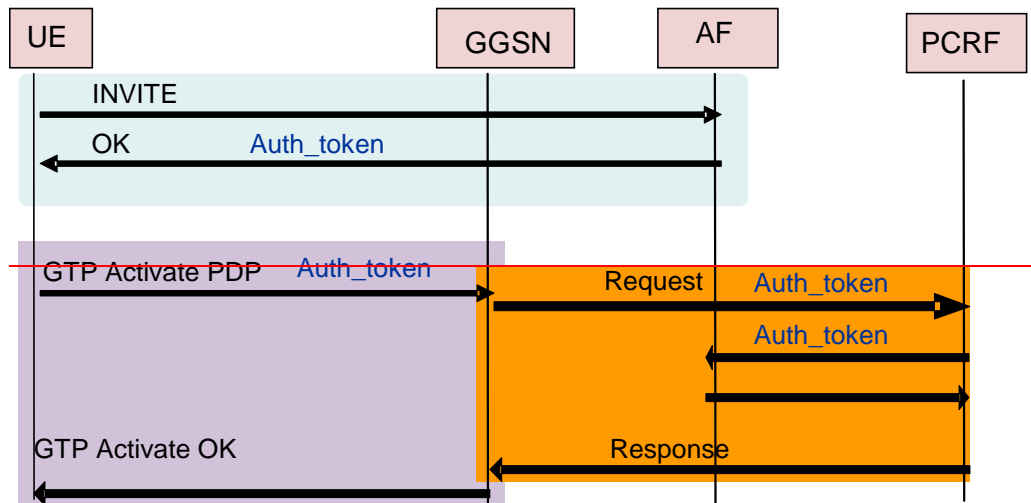 UE
GGSN
AF
PCRF
INVITE
OK Auth_token
GTP Activate PDP Auth_token
Request Auth_token
Auth_token
GTP Activate OK
Response